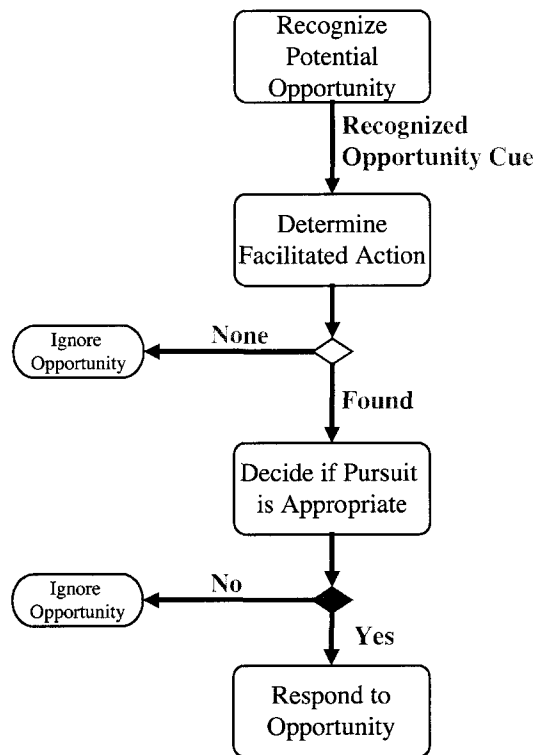 Recognize
Potential
Opportunity
Recognized
Opportunity Cue
Determine
Facilitated Action
None
Ignore
Opportunity
Found
Decide if Pursuit
is Appropriate
No
Ignore
Opportunity
Yes
Respond to
Opportunity